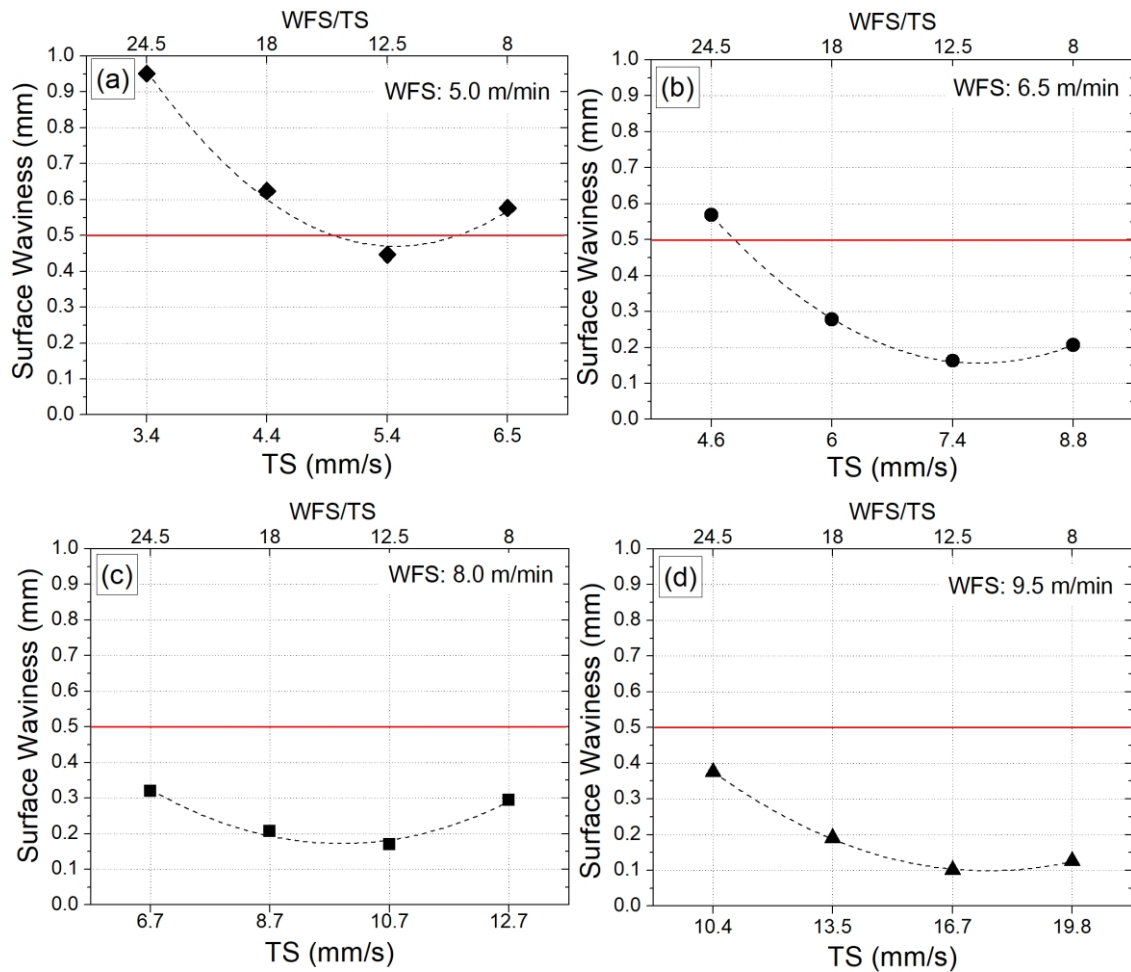 WFS/TS
24.5 18 12.5 8
(a)
WFS: 5.0 m/min
Surface Waviness (mm)
1.0
0.9
0.8
0.7
0.6
0.5
0.4
0.3
0.2
0.1
0.0
3.4 4.4 5.4 6.5
TS (mm/s)
WFS/TS
24.5 18 12.5 8
(b)
WFS: 6.5 m/min
Surface Waviness (mm)
1.0
0.9
0.8
0.7
0.6
0.5
0.4
0.3
0.2
0.1
0.0
4.6 6 7.4 8.8
TS (mm/s)
WFS/TS
24.5 18 12.5 8
(c)
WFS: 8.0 m/min
Surface Waviness (mm)
1.0
0.9
0.8
0.7
0.6
0.5
0.4
0.3
0.2
0.1
0.0
6.7 8.7 10.7 12.7
TS (mm/s)
WFS/TS
24.5 18 12.5 8
(d)
WFS: 9.5 m/min
Surface Waviness (mm)
1.0
0.9
0.8
0.7
0.6
0.5
0.4
0.3
0.2
0.1
0.0
10.4 13.5 16.7 19.8
TS (mm/s)